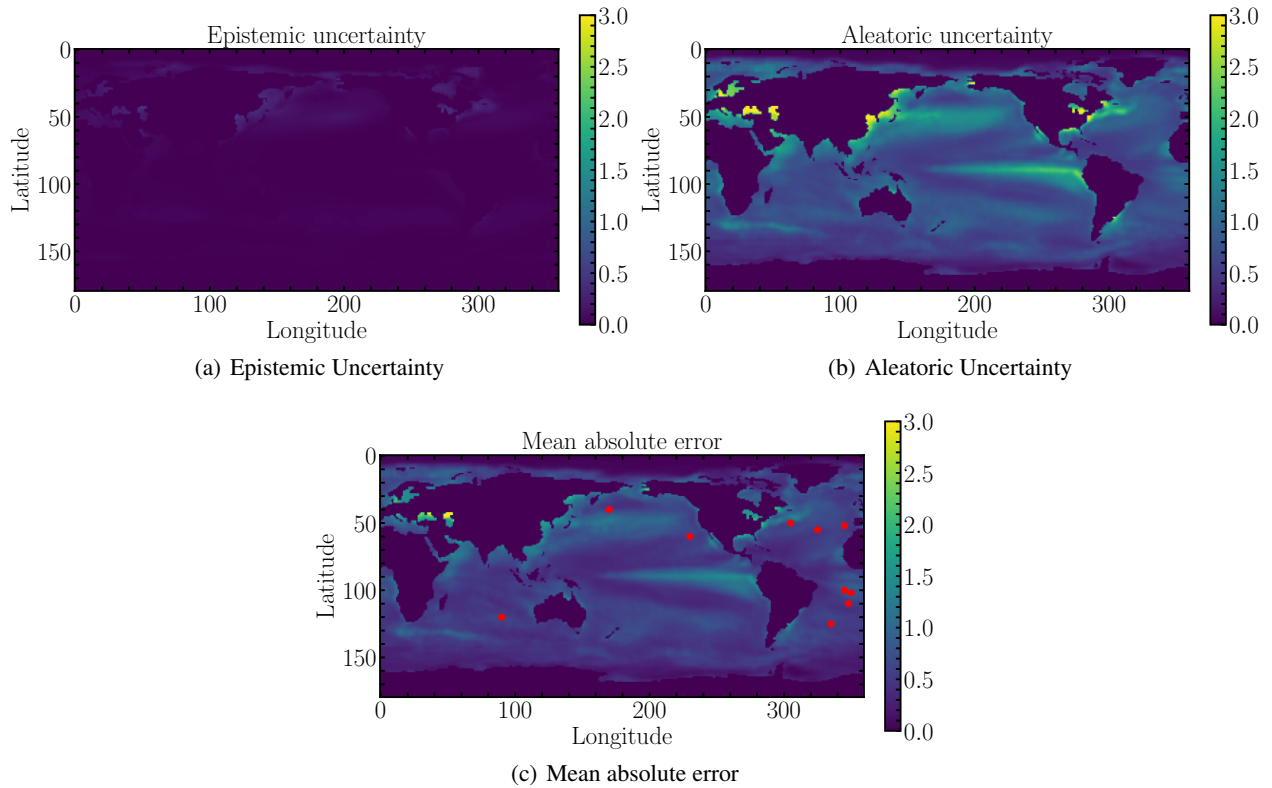 Epistemic uncertainty
Latitude
0
50
100
150
0 100 200 300
Longitude
3.0
2.5
2.0
1.5
1.0
0.5
0.0
(a) Epistemic Uncertainty
Aleatoric uncertainty
Latitude
0
50
100
150
0 100 200 300
Longitude
3.0
2.5
2.0
1.5
1.0
0.5
0.0
(b) Aleatoric Uncertainty
Mean absolute error
Latitude
0
50
100
150
0 100 200 300
Longitude
3.0
2.5
2.0
1.5
1.0
0.5
0.0
(c) Mean absolute error